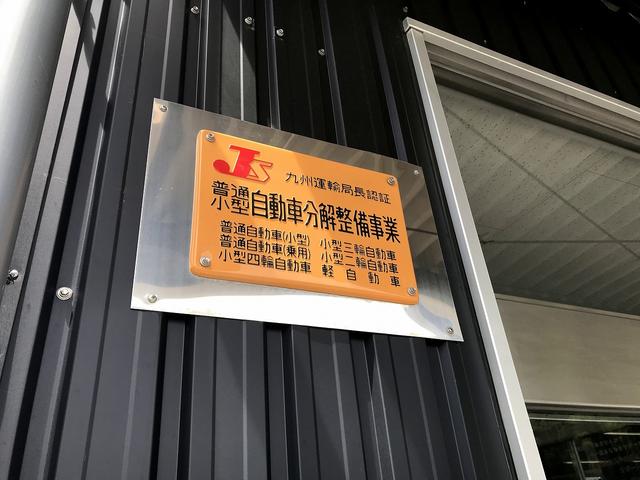 JS 九州運輸局長認証
普通
小型 自動車分解整備事業
普通自動車(小型) 小型三輪自動車
普通自動車(乗用) 小型二輪自動車
小型四輪自動車 軽自動車